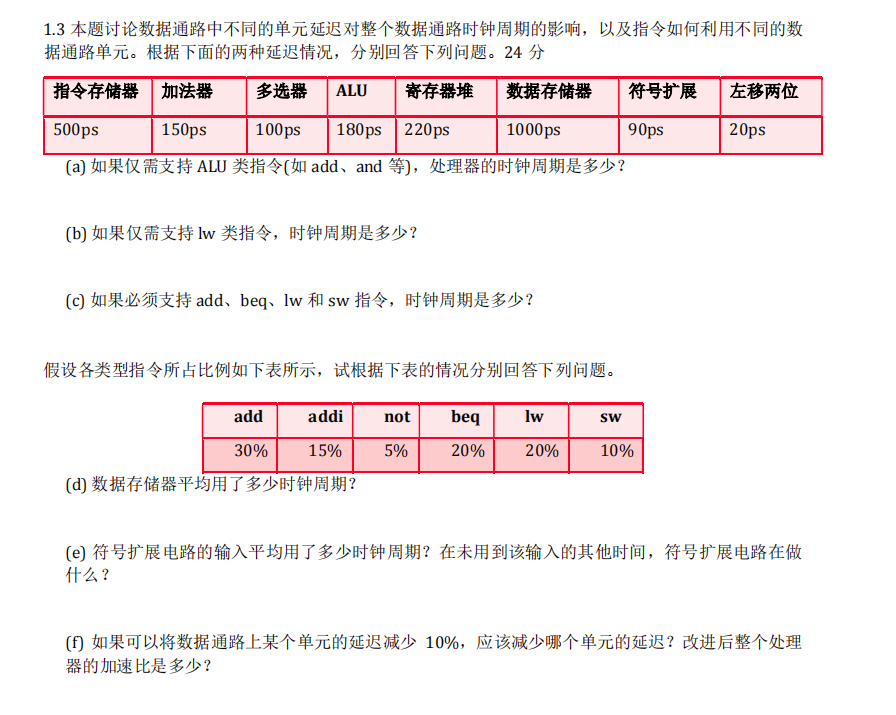 1.3 本题讨论数据通路中不同的单元延迟对整个数据通路时钟周期的影响，以及指令如何利用不同的数
据通路单元。根据下面的两种延迟情况，分别回答下列问题。24 分
指令存储器 加法器 多选器 ALU 寄存器堆 数据存储器 符号扩展 左移两位
500ps 150ps 100ps 180ps 220ps 1000ps 90ps 20ps
(a) 如果仅需支持 ALU 类指令(如 add、and 等)，处理器的时钟周期是多少？
(b) 如果仅需支持 lw 类指令，时钟周期是多少？
(c) 如果必须支持 add、beq、lw 和 sw 指令，时钟周期是多少？
假设各类型指令所占比例如下表所示，试根据下表的情况分别回答下列问题。
add addi not beq lw sw
30% 15% 5% 20% 20% 10%
(d) 数据存储器平均用了多少时钟周期？
(e) 符号扩展电路的输入平均用了多少时钟周期？在未用到该输入的其他时间，符号扩展电路在做
什么？
(f) 如果可以将数据通路上某个单元的延迟减少 10%，应该减少哪个单元的延迟？改进后整个处理
器的加速比是多少？